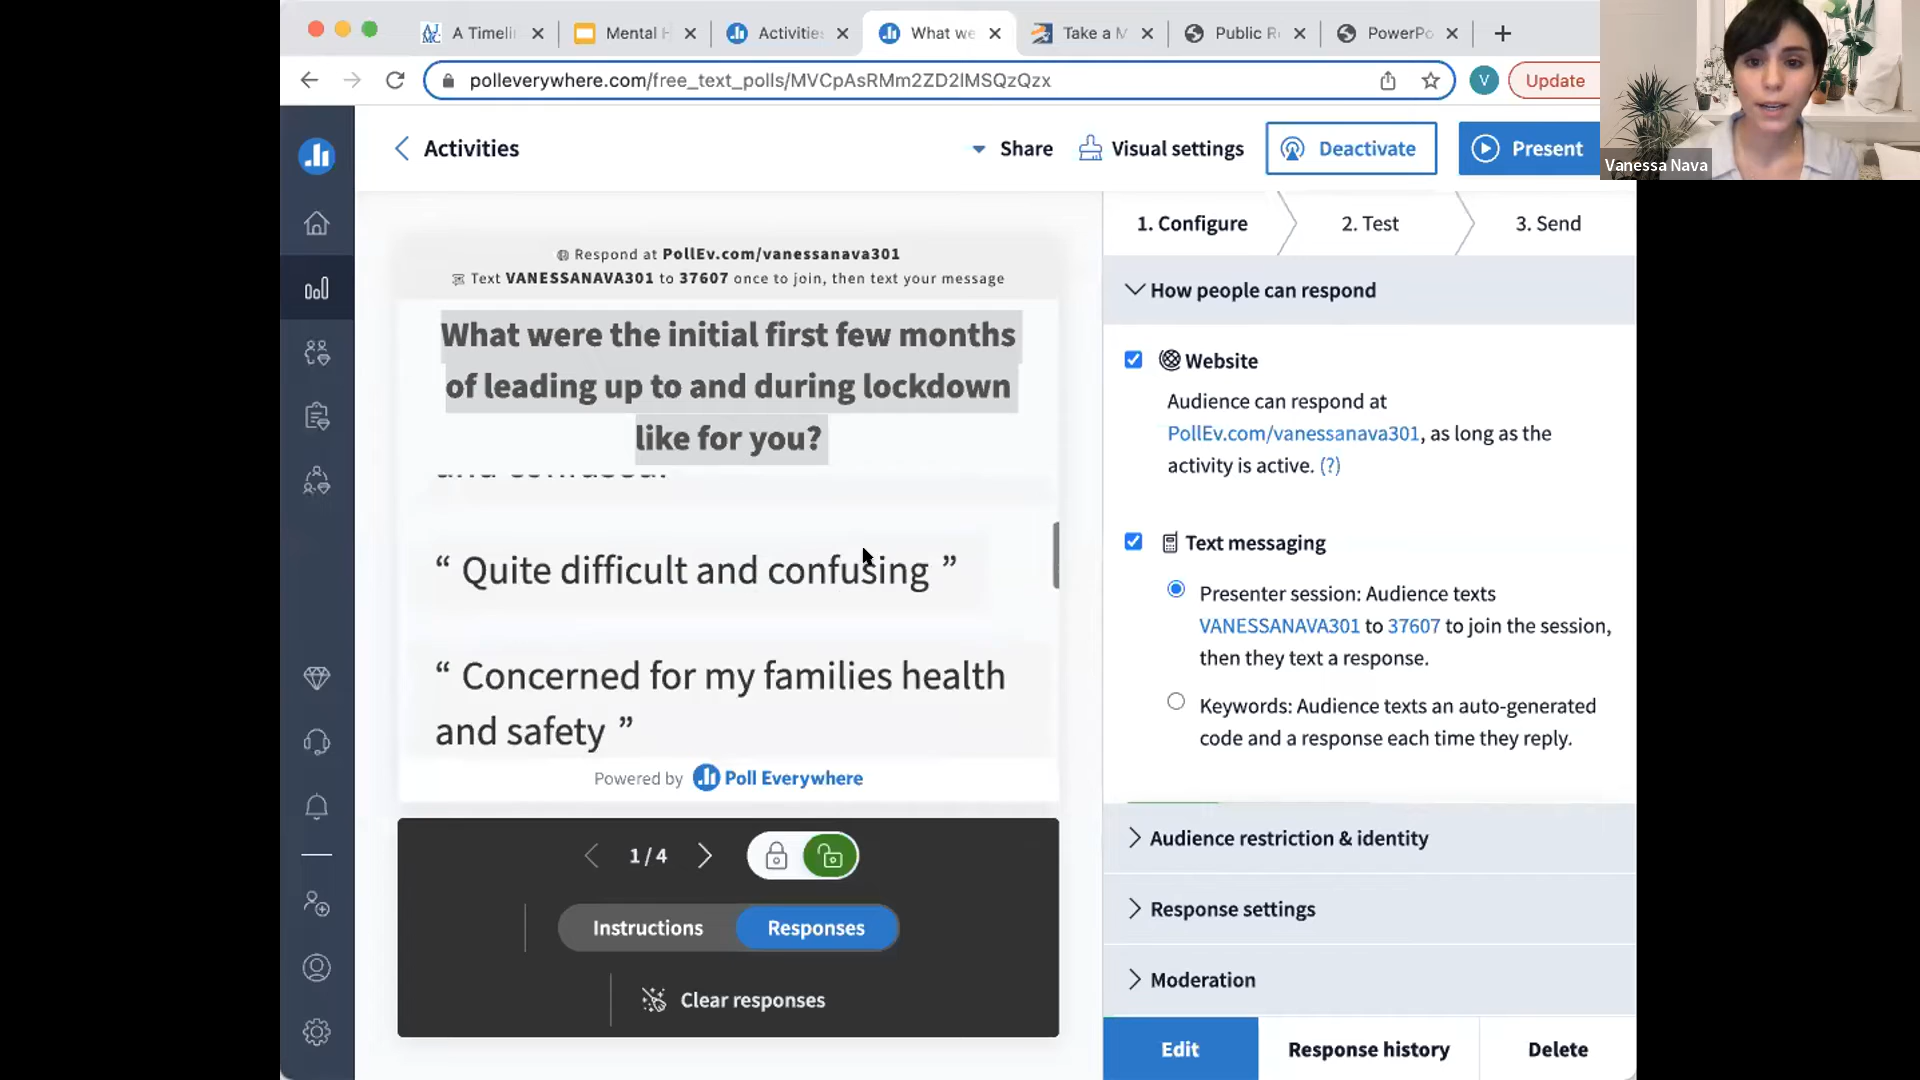 A Timeli
Mental H
Activities
What we
Take a M
Public R
PowerPo
polleverywhere.com/free_text_polls/MVCpAsRMm2ZD2lMSQzQzx
V
Update
Vanessa Nava
Activities
Share
Visual settings
Deactivate
Present
Respond at PollEv.com/vanessanava301
Text VANESSANAVA301 to 37607 once to join, then text your message
What were the initial first few months
of leading up to and during lockdown
like for you?
and confused.
“ Quite difficult and confusing ”
“ Concerned for my families health
and safety ”
Powered by Poll Everywhere
1 / 4
Instructions
Responses
Clear responses
1. Configure
2. Test
3. Send
How people can respond
Website
Audience can respond at
PollEv.com/vanessanava301, as long as the
activity is active. (?)
Text messaging
Presenter session: Audience texts
VANESSANAVA301 to 37607 to join the session,
then they text a response.
Keywords: Audience texts an auto-generated
code and a response each time they reply.
Audience restriction & identity
Response settings
Moderation
Edit
Response history
Delete